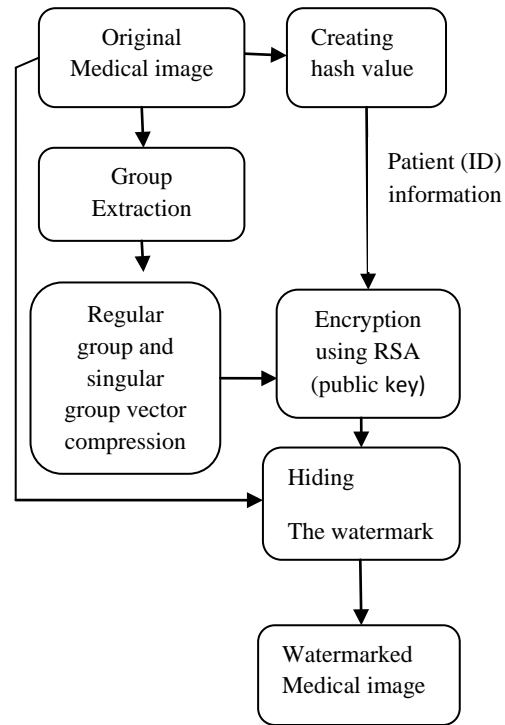 Original
Medical image
Creating
hash value
Patient (ID)
information
Group
Extraction
Regular
group and
singular
group vector
compression
Encryption
using RSA
(public key)
Hiding
The watermark
Watermarked
Medical image